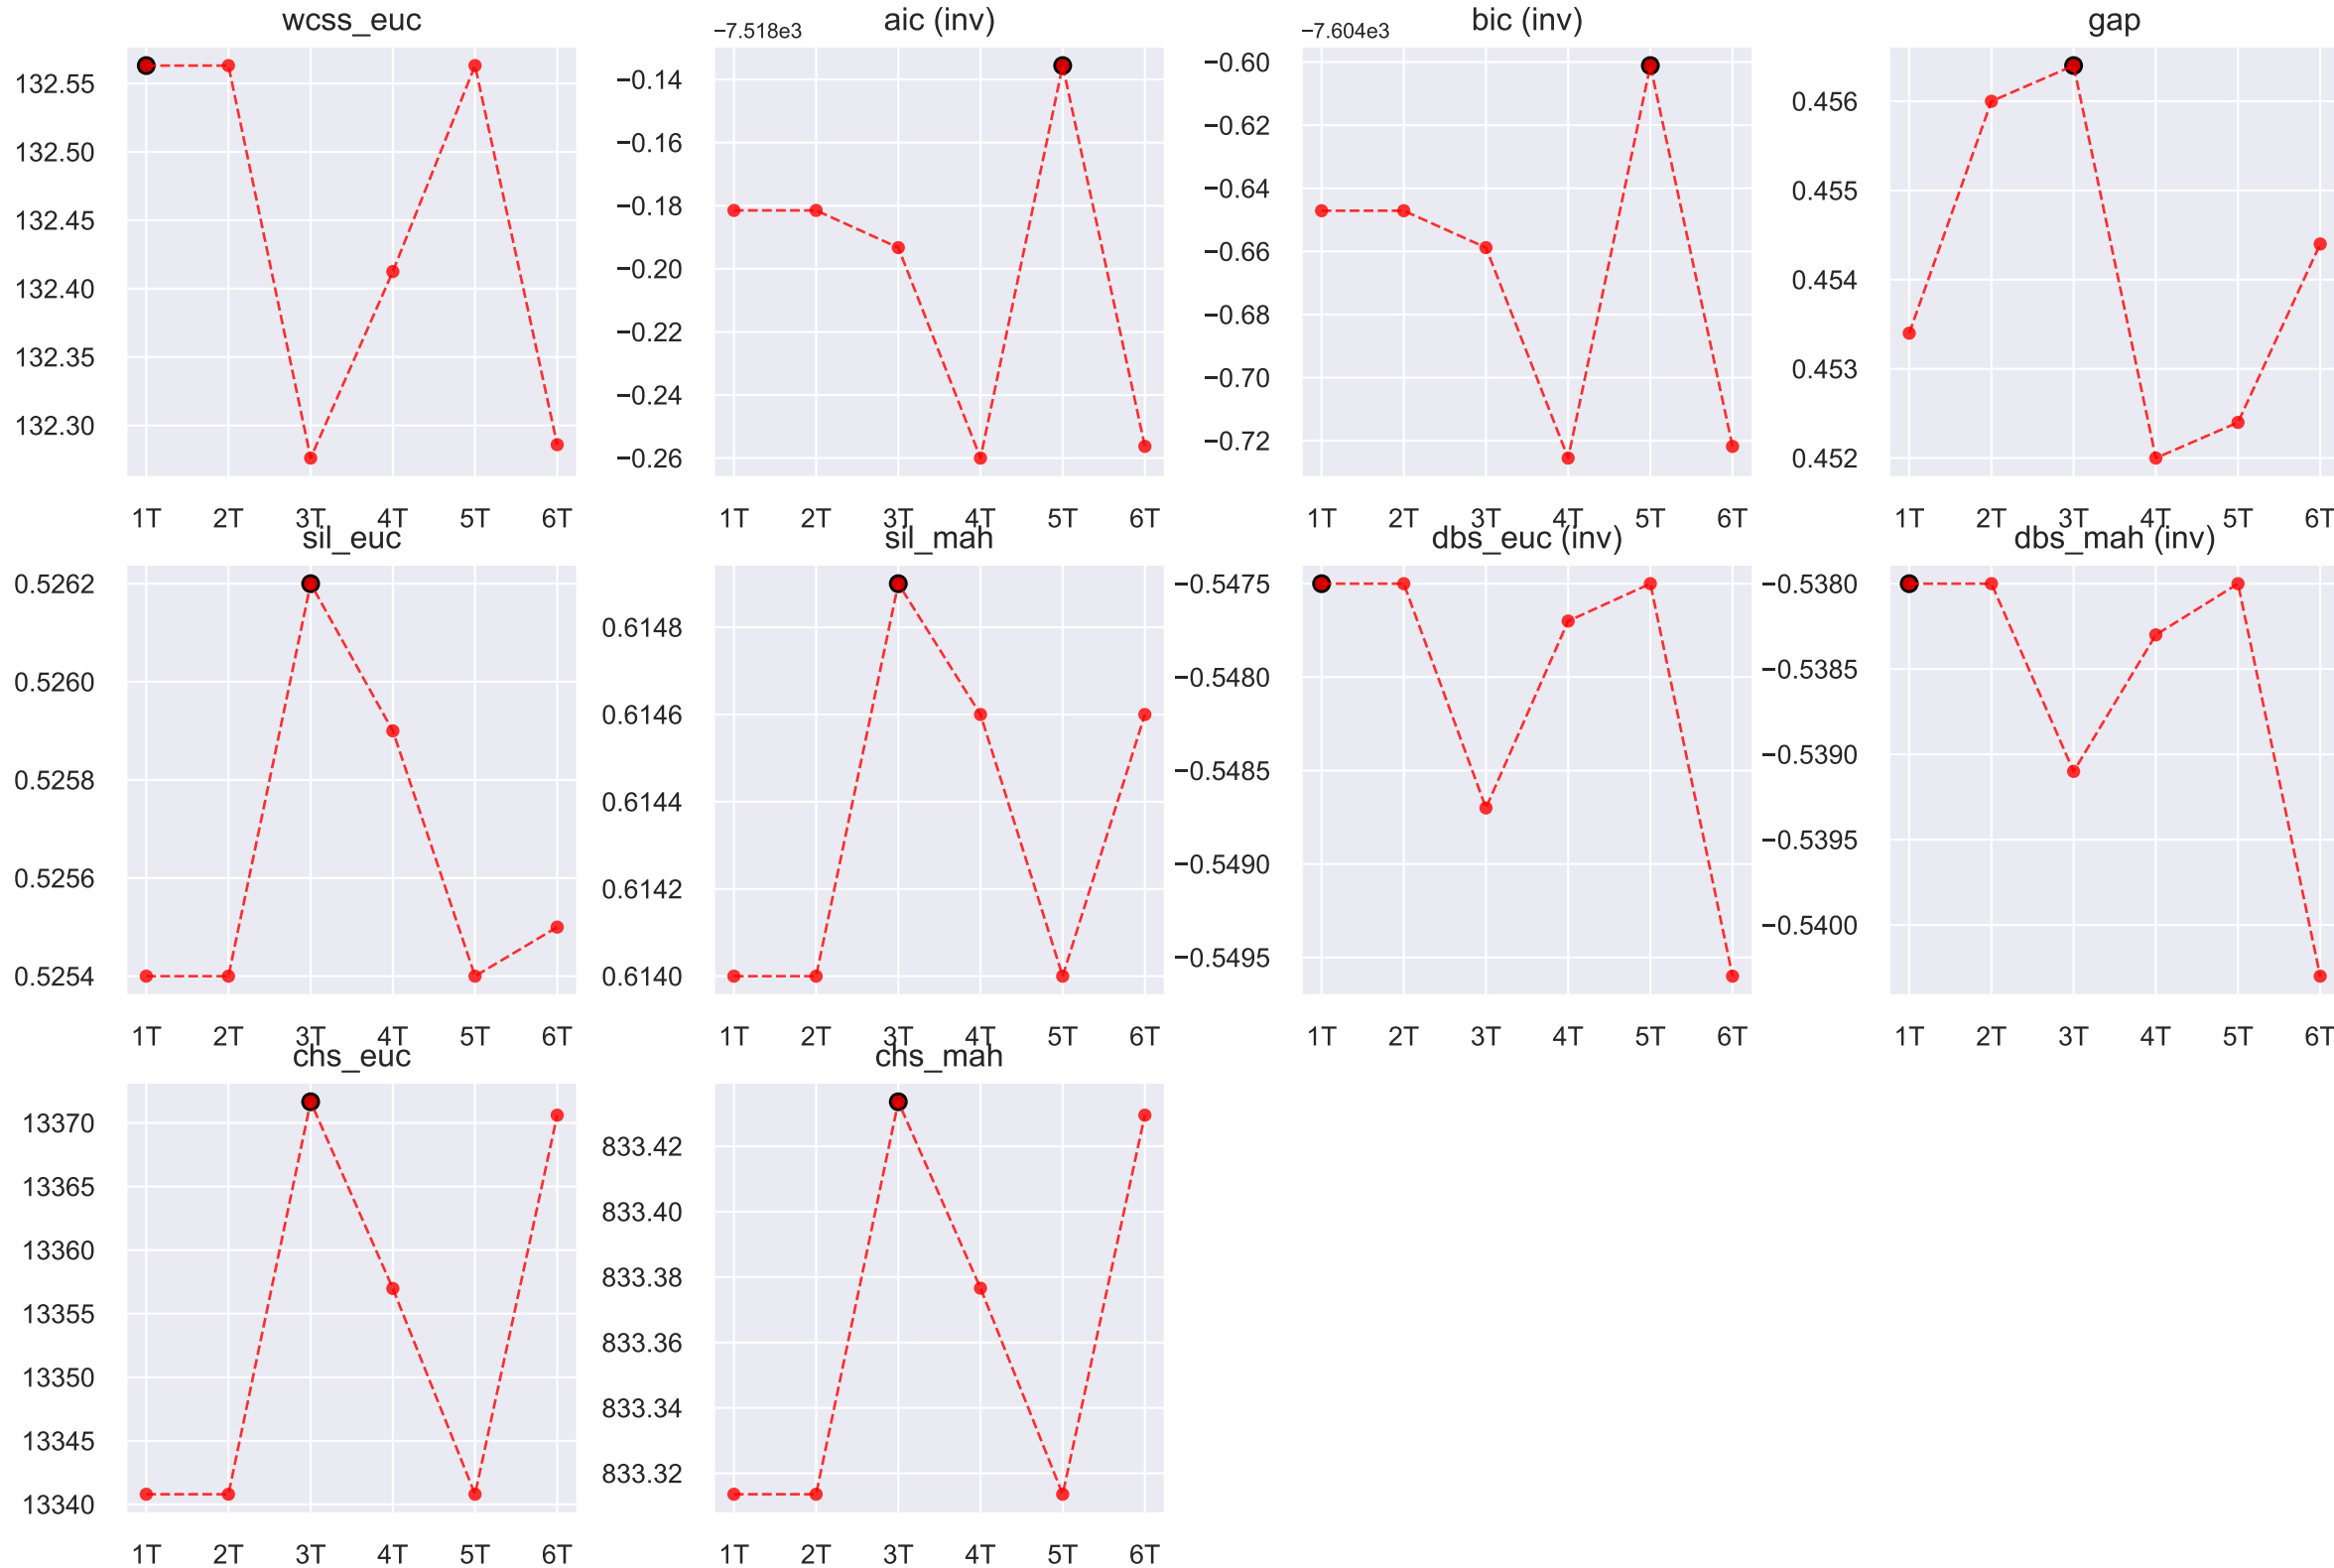 wcss_euc
132.55
132.50
132.45
132.40
132.35
132.30
1T 2T 3T 4T 5T 6T
aic (inv)
−7.518e3
−0.14
−0.16
−0.18
−0.20
−0.22
−0.24
−0.26
1T 2T 3T 4T 5T 6T
bic (inv)
−7.604e3
−0.60
−0.62
−0.64
−0.66
−0.68
−0.70
−0.72
1T 2T 3T 4T 5T 6T
gap
0.456
0.455
0.454
0.453
0.452
1T 2T 3T 4T 5T 6T
sil_euc
0.5262
0.5260
0.5258
0.5256
0.5254
1T 2T 3T 4T 5T 6T
sil_mah
0.6148
0.6146
0.6144
0.6142
0.6140
1T 2T 3T 4T 5T 6T
dbs_euc (inv)
−0.5475
−0.5480
−0.5485
−0.5490
−0.5495
1T 2T 3T 4T 5T 6T
dbs_mah (inv)
−0.5380
−0.5385
−0.5390
−0.5395
−0.5400
1T 2T 3T 4T 5T 6T
chs_euc
13370
13365
13360
13355
13350
13345
13340
1T 2T 3T 4T 5T 6T
chs_mah
833.42
833.40
833.38
833.36
833.34
833.32
1T 2T 3T 4T 5T 6T